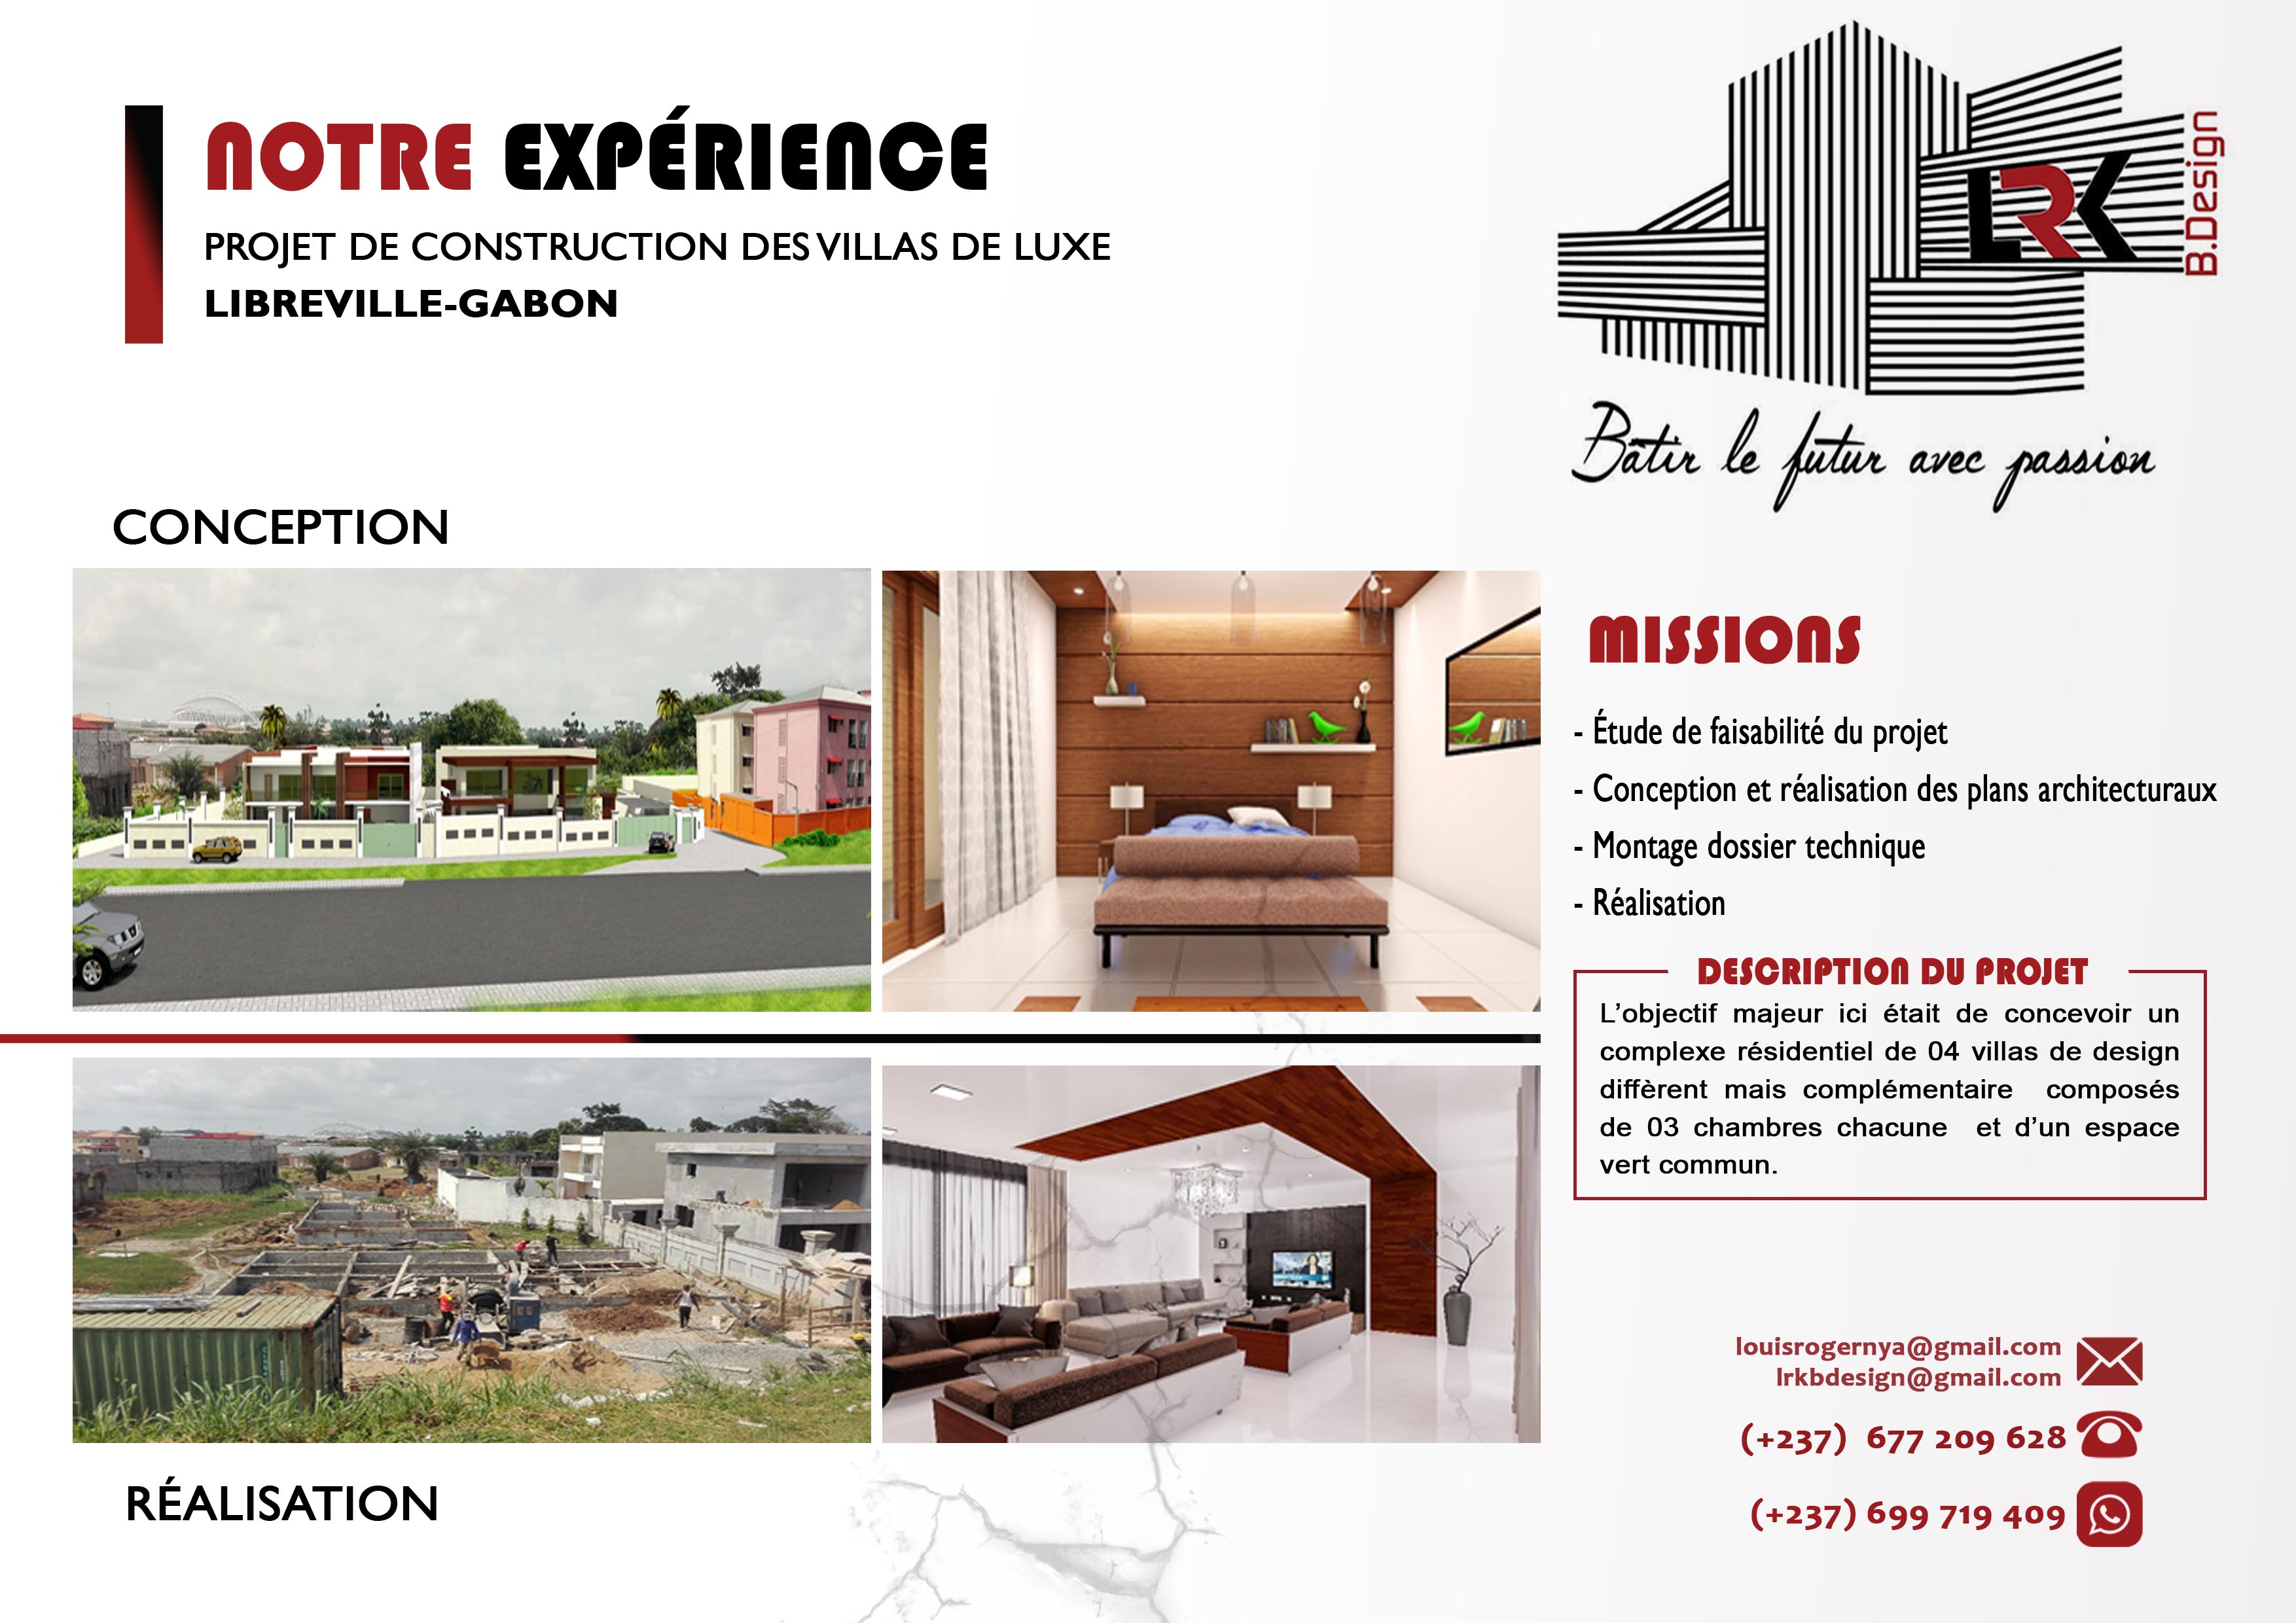 NOTRE EXPÉRIENCE
PROJET DE CONSTRUCTION DES VILLAS DE LUXE
LIBREVILLE-GABON
LRK
B.Design
Bâtir le futur avec passion
CONCEPTION
MISSIONS
- Étude de faisabilité du projet
- Conception et réalisation des plans architecturaux
- Montage dossier technique
- Réalisation
DESCRIPTION DU PROJET
L’objectif majeur ici était de concevoir un
complexe résidentiel de 04 villas de design
diffèrent mais complémentaire composés
de 03 chambres chacune et d’un espace
vert commun.
RÉALISATION
louisrogernya@gmail.com
lrkbdesign@gmail.com
(+237) 677 209 628
(+237) 699 719 409